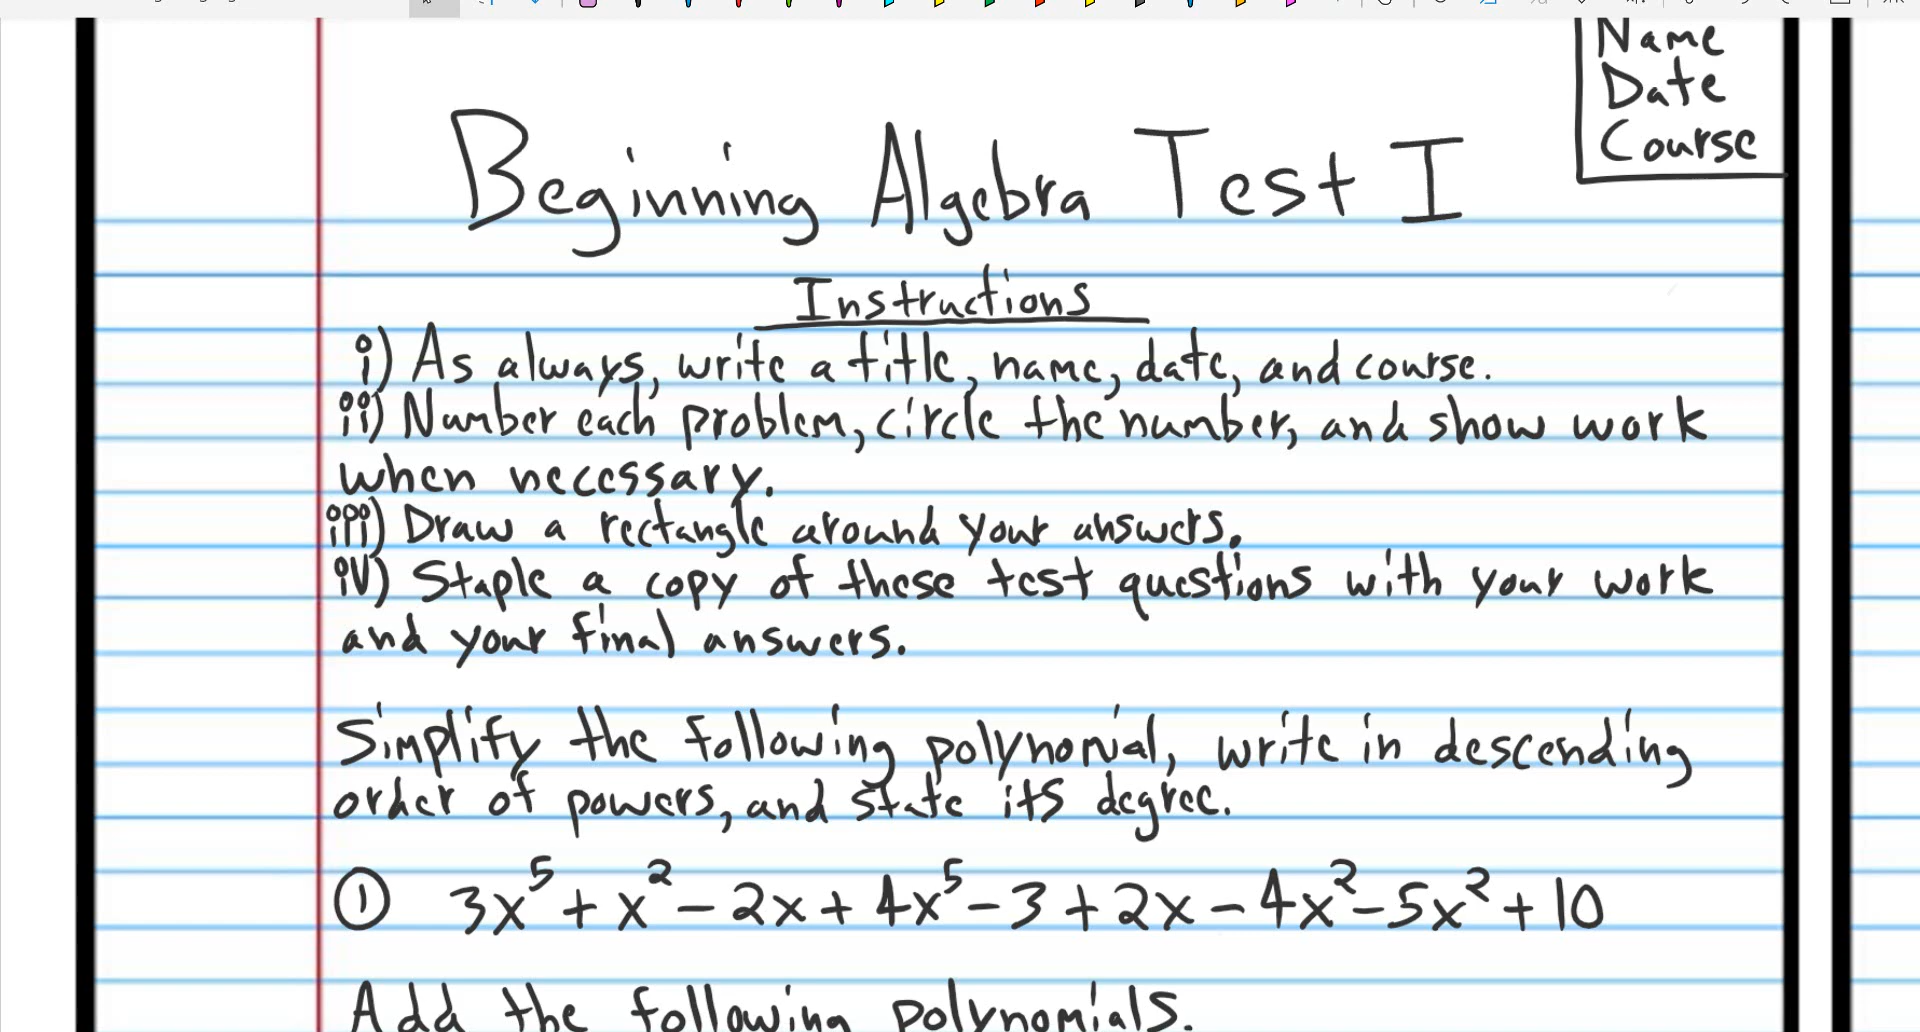 Name
Date
Course
Beginning Algebra Test I
Instructions
i) As always, write a title, name, date, and course.
ii) Number each problem, circle the number, and show work
when necessary.
iii) Draw a rectangle around your answers.
iv) Staple a copy of these test questions with your work
and your final answers.
Simplify the following polynomial, write in descending
order of powers, and state its degree.
① 3x⁵ + x² − 2x + 4x⁵ − 3 + 2x − 4x² − 5x² + 10
Add the following polynomials.